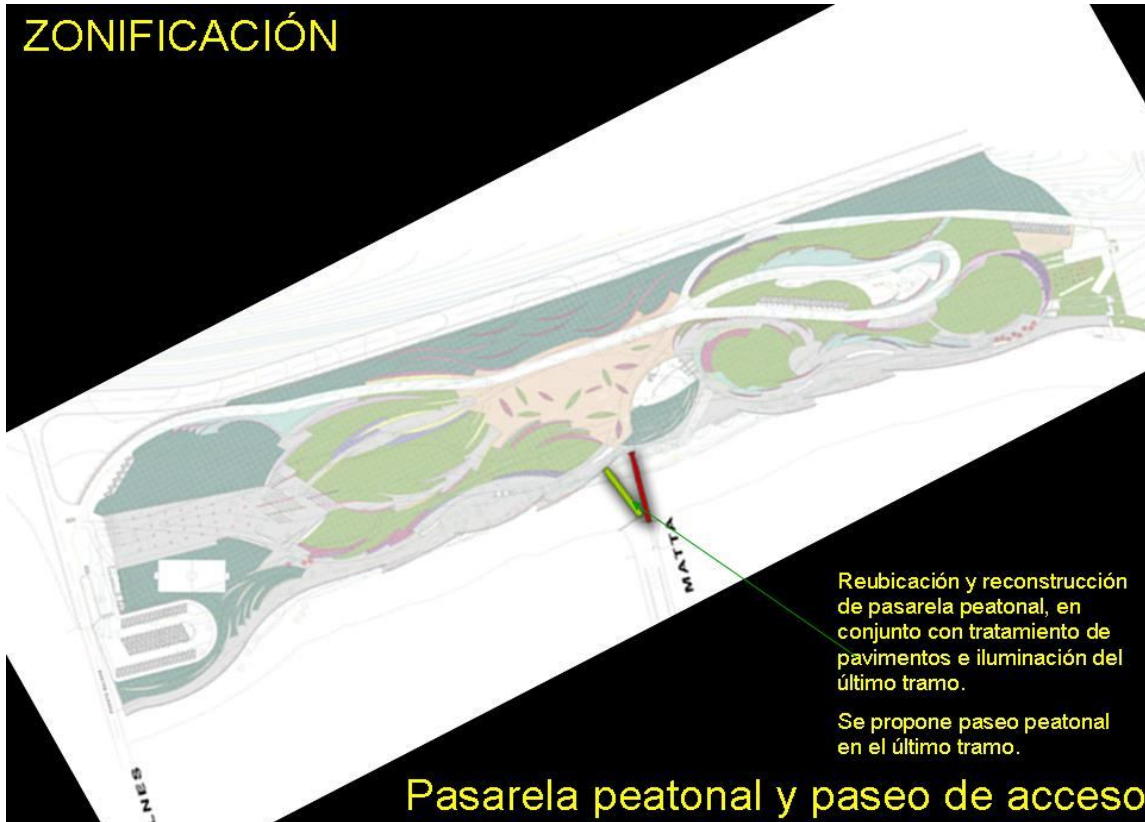 ZONIFICACIÓN
MATTA
Reubicación y reconstrucción
de pasarela peatonal, en
conjunto con tratamiento de
pavimentos e iluminación del
último tramo.
Se propone paseo peatonal
en el último tramo.
LNES
Pasarela peatonal y paseo de acceso